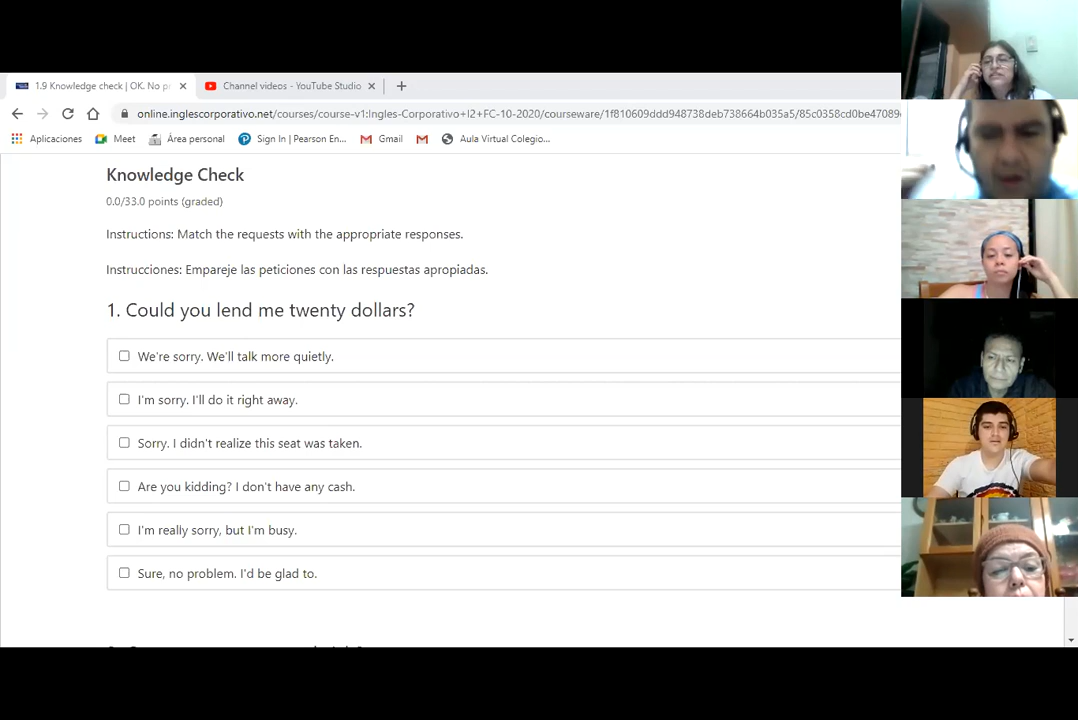 1.9 Knowledge check | OK. No pr
Channel videos - YouTube Studio
online.inglescorporativo.net/courses/course-v1:Ingles-Corporativo+I2+FC-10-2020/courseware/1f810609ddd948738deb738664b035a5/85c0358cd0be47089
Aplicaciones
Meet
Área personal
Sign In | Pearson En...
Gmail
Aula Virtual Colegio...
Knowledge Check
0.0/33.0 points (graded)
Instructions: Match the requests with the appropriate responses.
Instrucciones: Empareje las peticiones con las respuestas apropiadas.
1. Could you lend me twenty dollars?
We're sorry. We'll talk more quietly.
I'm sorry. I'll do it right away.
Sorry. I didn't realize this seat was taken.
Are you kidding? I don't have any cash.
I'm really sorry, but I'm busy.
Sure, no problem. I'd be glad to.